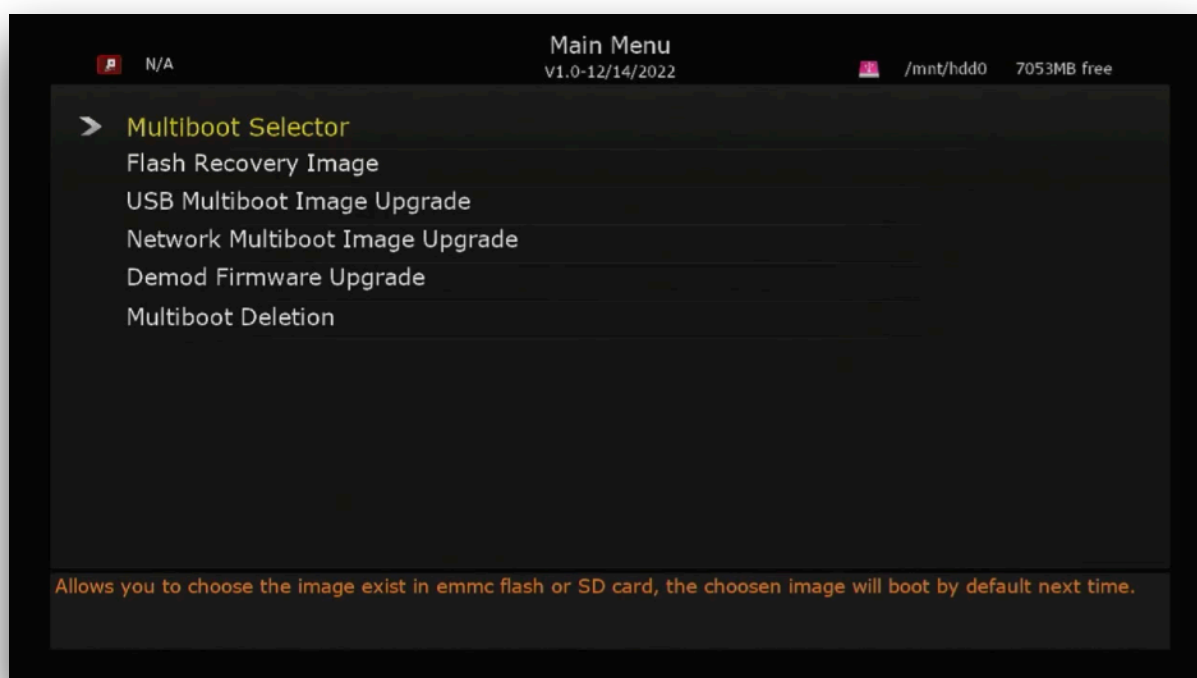 N/A
Main Menu
V1.0-12/14/2022
/mnt/hdd0 7053MB free
Multiboot Selector
Flash Recovery Image
USB Multiboot Image Upgrade
Network Multiboot Image Upgrade
Demod Firmware Upgrade
Multiboot Deletion
Allows you to choose the image exist in emmc flash or SD card, the choosen image will boot by default next time.